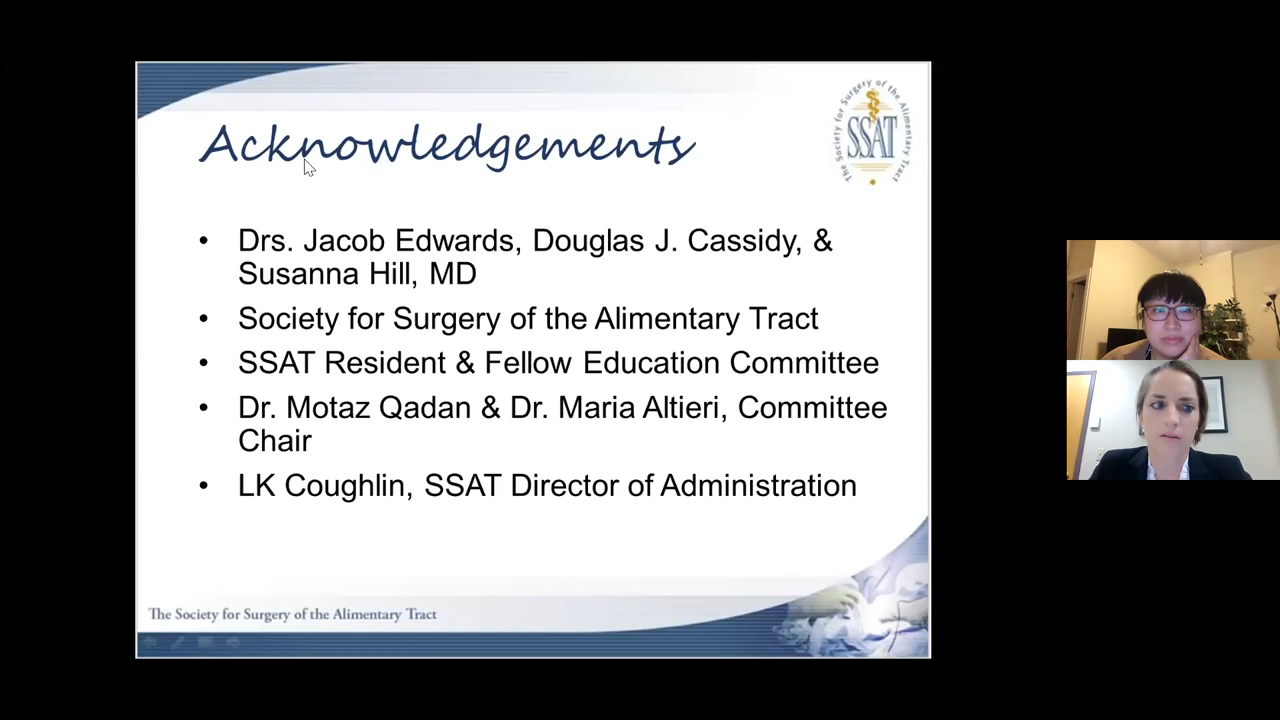 Acknowledgements
The Society for Surgery of the Alimentary Tract
SSAT
• Drs. Jacob Edwards, Douglas J. Cassidy, &
Susanna Hill, MD
• Society for Surgery of the Alimentary Tract
• SSAT Resident & Fellow Education Committee
• Dr. Motaz Qadan & Dr. Maria Altieri, Committee
Chair
• LK Coughlin, SSAT Director of Administration
The Society for Surgery of the Alimentary Tract